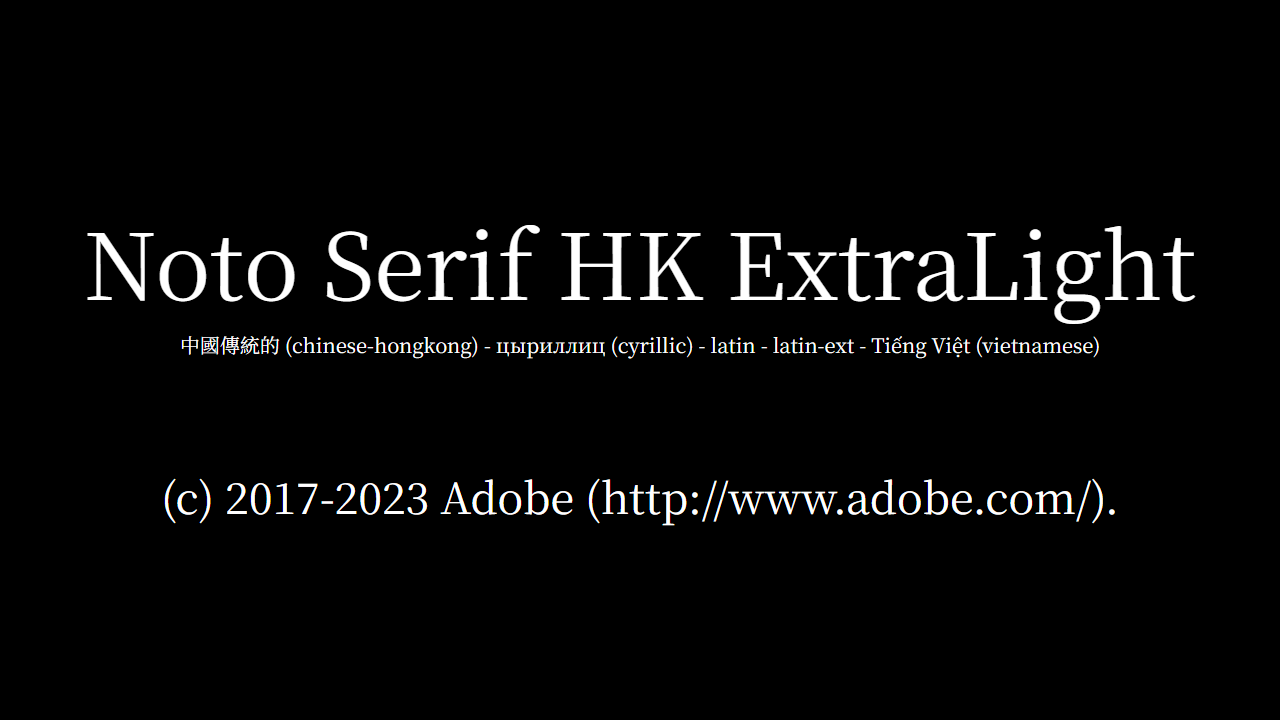 Noto Serif HK ExtraLight
中國傳統的 (chinese-hongkong) - цыриллиц (cyrillic) - latin - latin-ext - Tiếng Việt (vietnamese)
(c) 2017-2023 Adobe (http://www.adobe.com/).